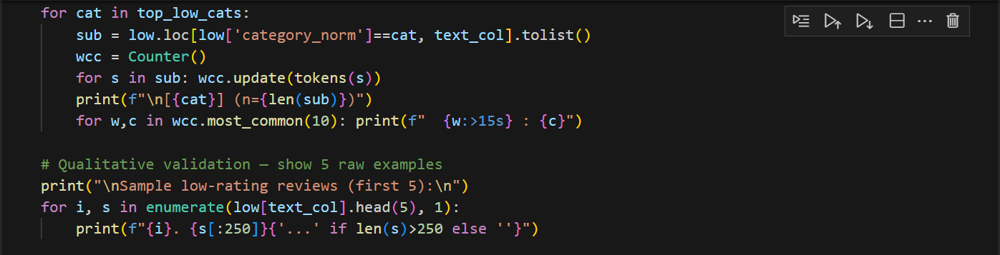 for cat in top_low_cats:
    sub = low.loc[low['category_norm']==cat, text_col].tolist()
    wcc = Counter()
    for s in sub: wcc.update(tokens(s))
    print(f"\n[{cat}] (n={len(sub)})")
    for w,c in wcc.most_common(10): print(f"  {w:>15s} : {c}")

# Qualitative validation — show 5 raw examples
print("\nSample low-rating reviews (first 5):\n")
for i, s in enumerate(low[text_col].head(5), 1):
    print(f"{i}. {s[:250]}{'...' if len(s)>250 else ''}")